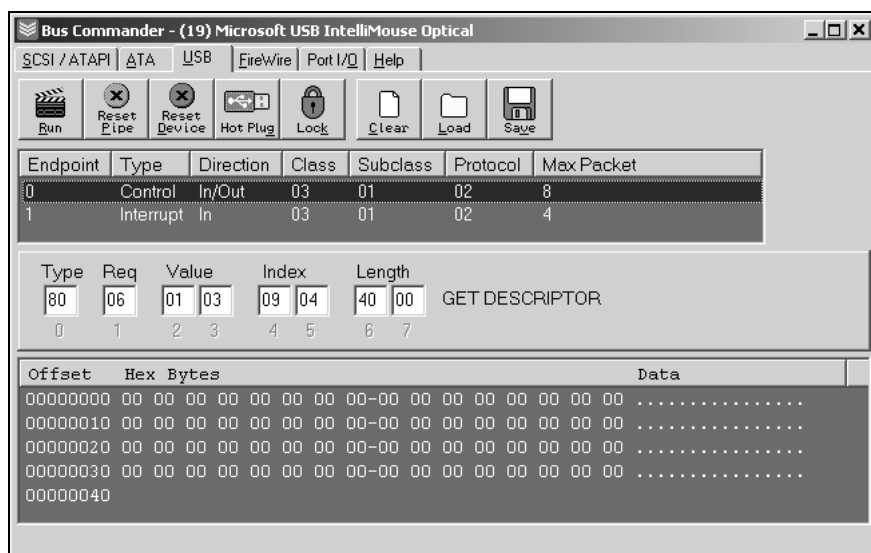 Bus Commander - (19) Microsoft USB IntelliMouse Optical
SCSI / ATAPI ATA USB FireWire Port I/O Help
Run Reset Pipe Reset Device Hot Plug Lock Clear Load Save
Endpoint Type Direction Class Subclass Protocol Max Packet
0 Control In/Out 03 01 02 8
1 Interrupt In 03 01 02 4
Type Req Value Index Length
80 06 01 03 09 04 40 00 GET DESCRIPTOR
0 1 2 3 4 5 6 7
Offset Hex Bytes Data
00000000 00 00 00 00 00 00 00 00-00 00 00 00 00 00 00 00 ................
00000010 00 00 00 00 00 00 00 00-00 00 00 00 00 00 00 00 ................
00000020 00 00 00 00 00 00 00 00-00 00 00 00 00 00 00 00 ................
00000030 00 00 00 00 00 00 00 00-00 00 00 00 00 00 00 00 ................
00000040